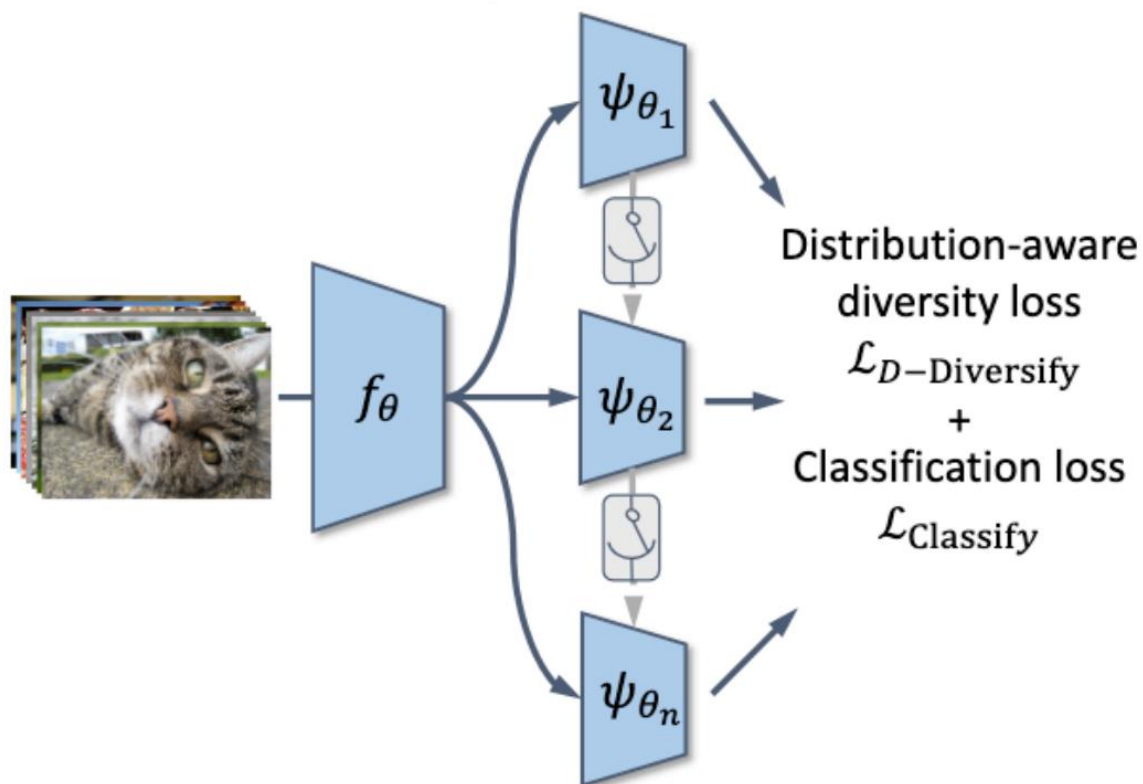 ψθ₁
Distribution-aware
diversity loss
fθ
ψθ₂
ℒD−Diversify
+
Classification loss
ℒClassify
ψθₙ